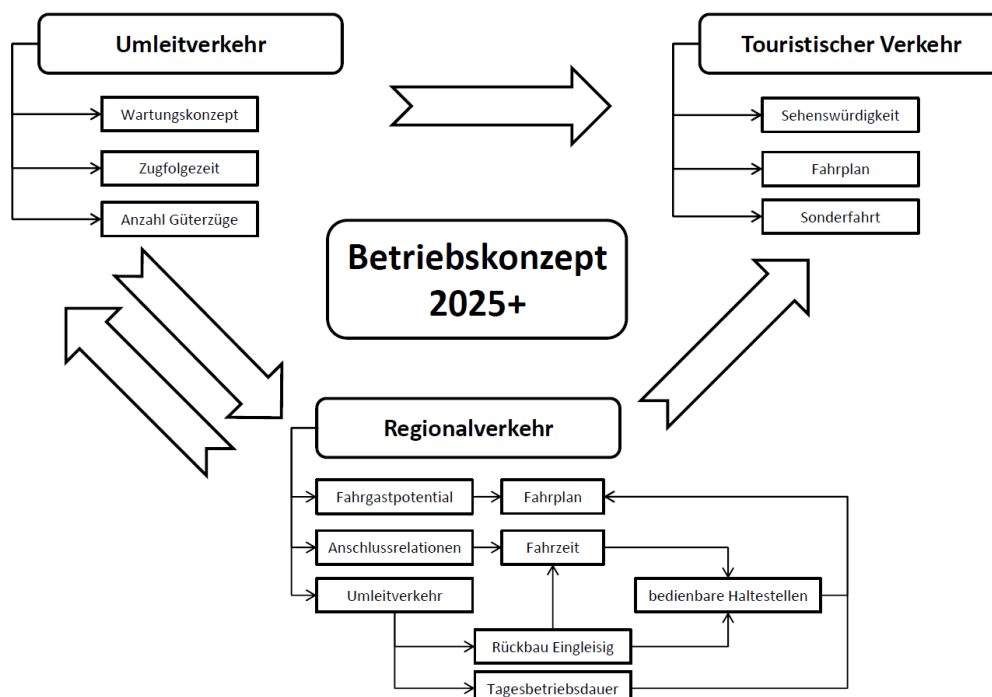 Umleitverkehr
Wartungskonzept
Zugfolgezeit
Anzahl Güterzüge
Touristischer Verkehr
Sehenswürdigkeit
Fahrplan
Sonderfahrt
Betriebskonzept
2025+
Regionalverkehr
Fahrgastpotential
Fahrplan
Anschlussrelationen
Fahrzeit
Umleitverkehr
bedienbare Haltestellen
Rückbau Eingleisig
Tagesbetriebsdauer